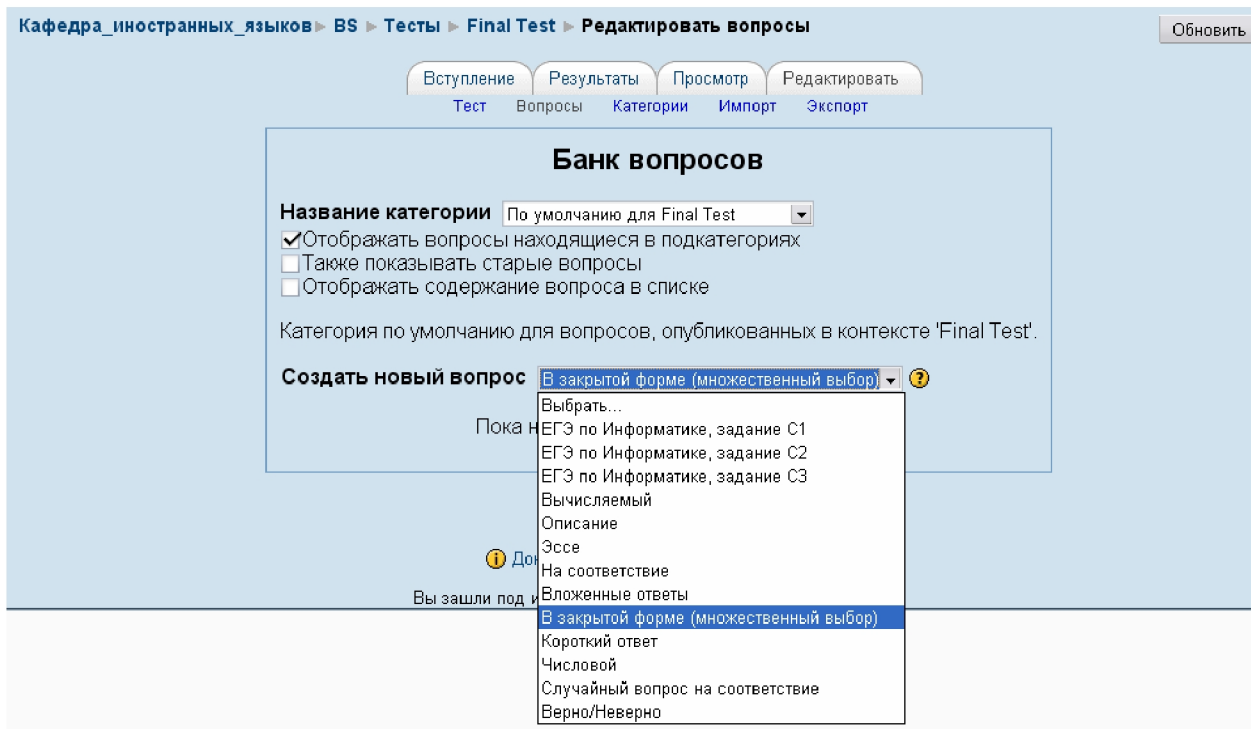 Кафедра_иностранных_языков ▶ BS ▶ Тесты ▶ Final Test ▶ Редактировать вопросы
Обновить
Вступление Результаты Просмотр Редактировать
Тест Вопросы Категории Импорт Экспорт
Банк вопросов
Название категории По умолчанию для Final Test
Отображать вопросы находящиеся в подкатегориях
Также показывать старые вопросы
Отображать содержание вопроса в списке
Категория по умолчанию для вопросов, опубликованных в контексте 'Final Test'.
Создать новый вопрос В закрытой форме (множественный выбор) ?
Выбрать...
Пока
ЕГЭ по Информатике, задание C1
ЕГЭ по Информатике, задание C2
ЕГЭ по Информатике, задание C3
Вычисляемый
Описание
Эссе
На соответствие
Вложенные ответы
Вы зашли под
В закрытой форме (множественный выбор)
Короткий ответ
Числовой
Случайный вопрос на соответствие
Верно/Неверно